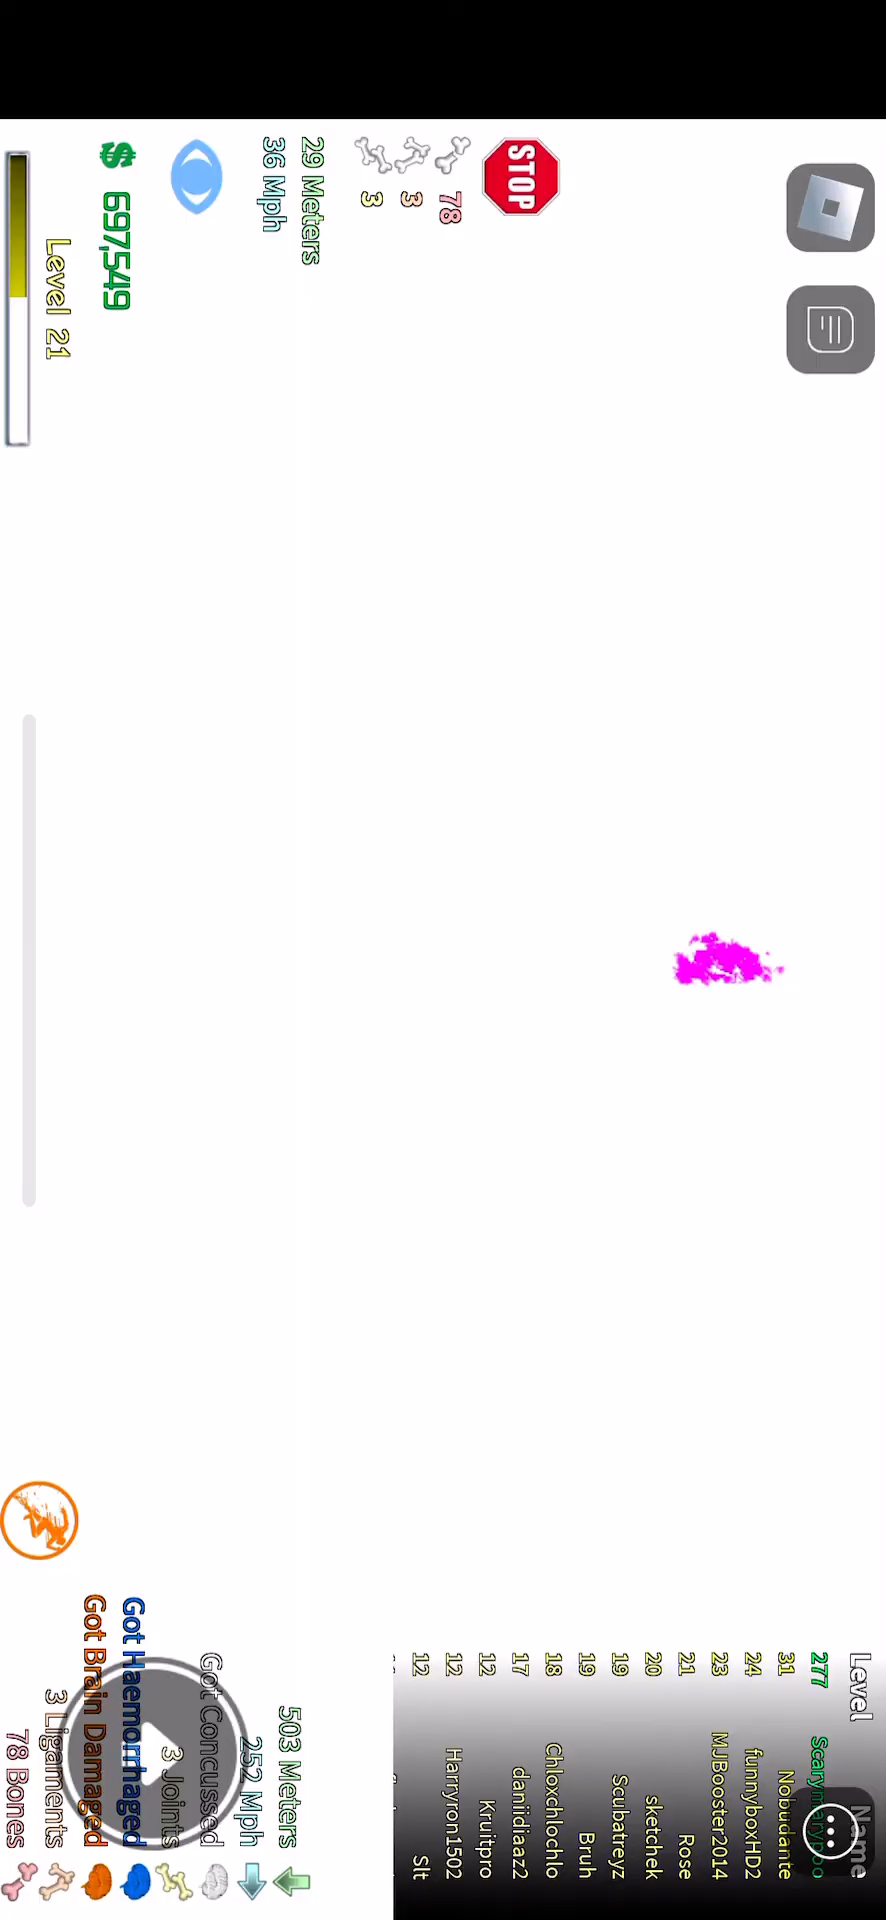 STOP
78
3
3
29 Meters
36 Mph
$ 697,549
Level 21
Level Name
277
31 Nobudante
24 funnyboxHD2
23 MJBooster2014
21 Rose
20 sketchek
19 Scubatreyz
19 Bruh
18 Chloxchlochlo
17 daniidlaaz2
12 Kruitpro
12 Harryron1502
12 Slt
503 Meters
252 Mph
Got Concussed
3 Joints
Got Haemorrhaged
Got Brain Damaged
3 Ligaments
78 Bones